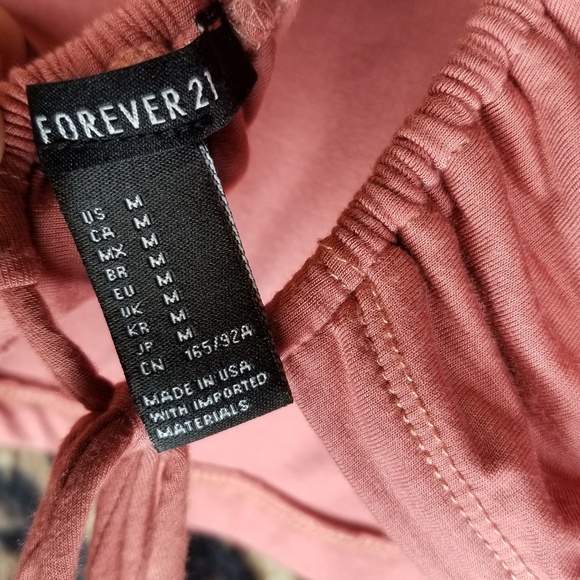 FOREVER 21
US M
CA M
MX M
BR M
EU M
UK M
KR M
JP M
CN 165/92A
MADE IN USA
WITH IMPORTED
MATERIALS